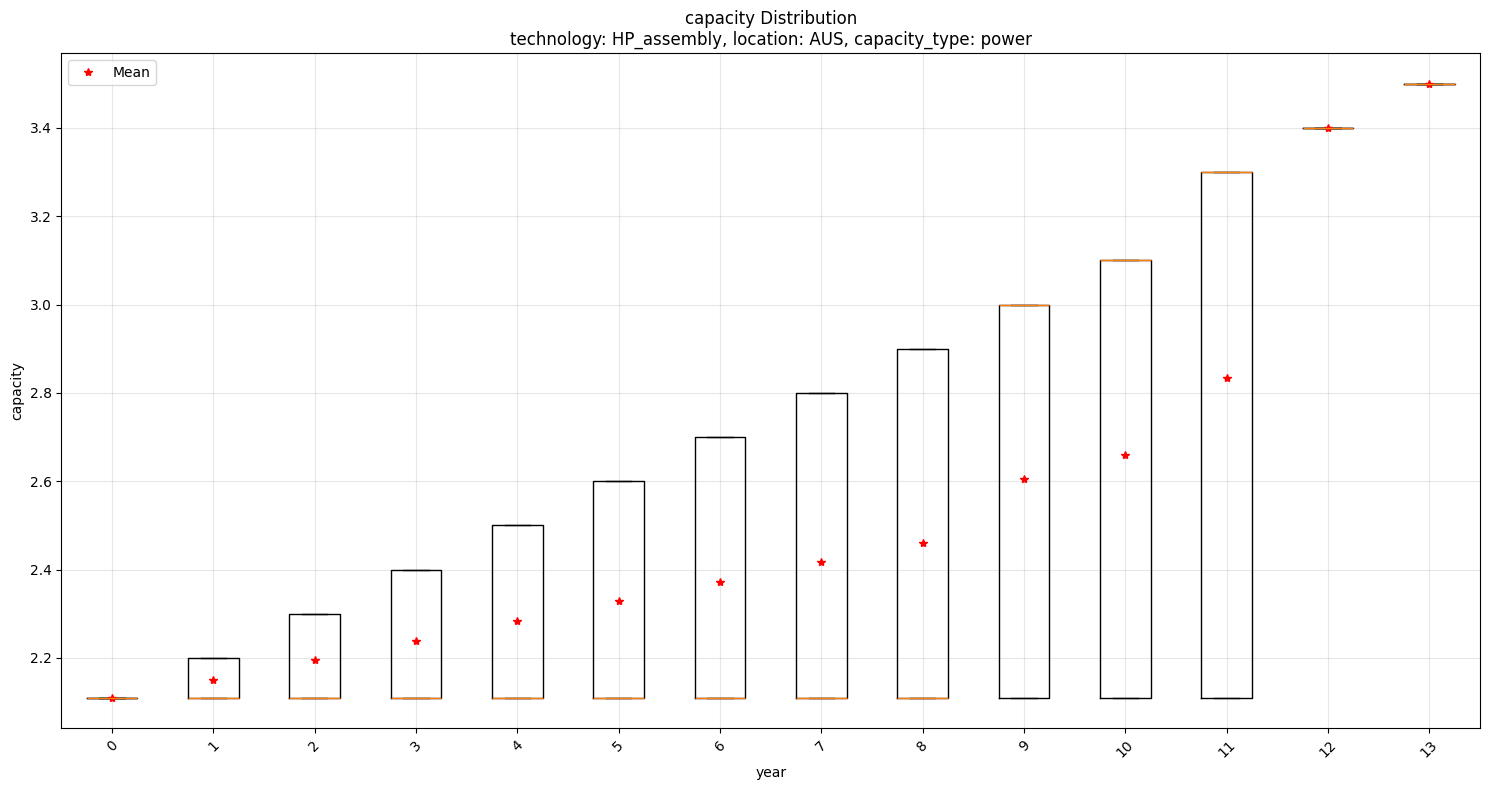 capacity Distribution
technology: HP_assembly, location: AUS, capacity_type: power
Mean
3.4
3.2
3.0
2.8
2.6
2.4
2.2
capacity
0 1 2 3 4 5 6 7 8 9 10 11 12 13
year